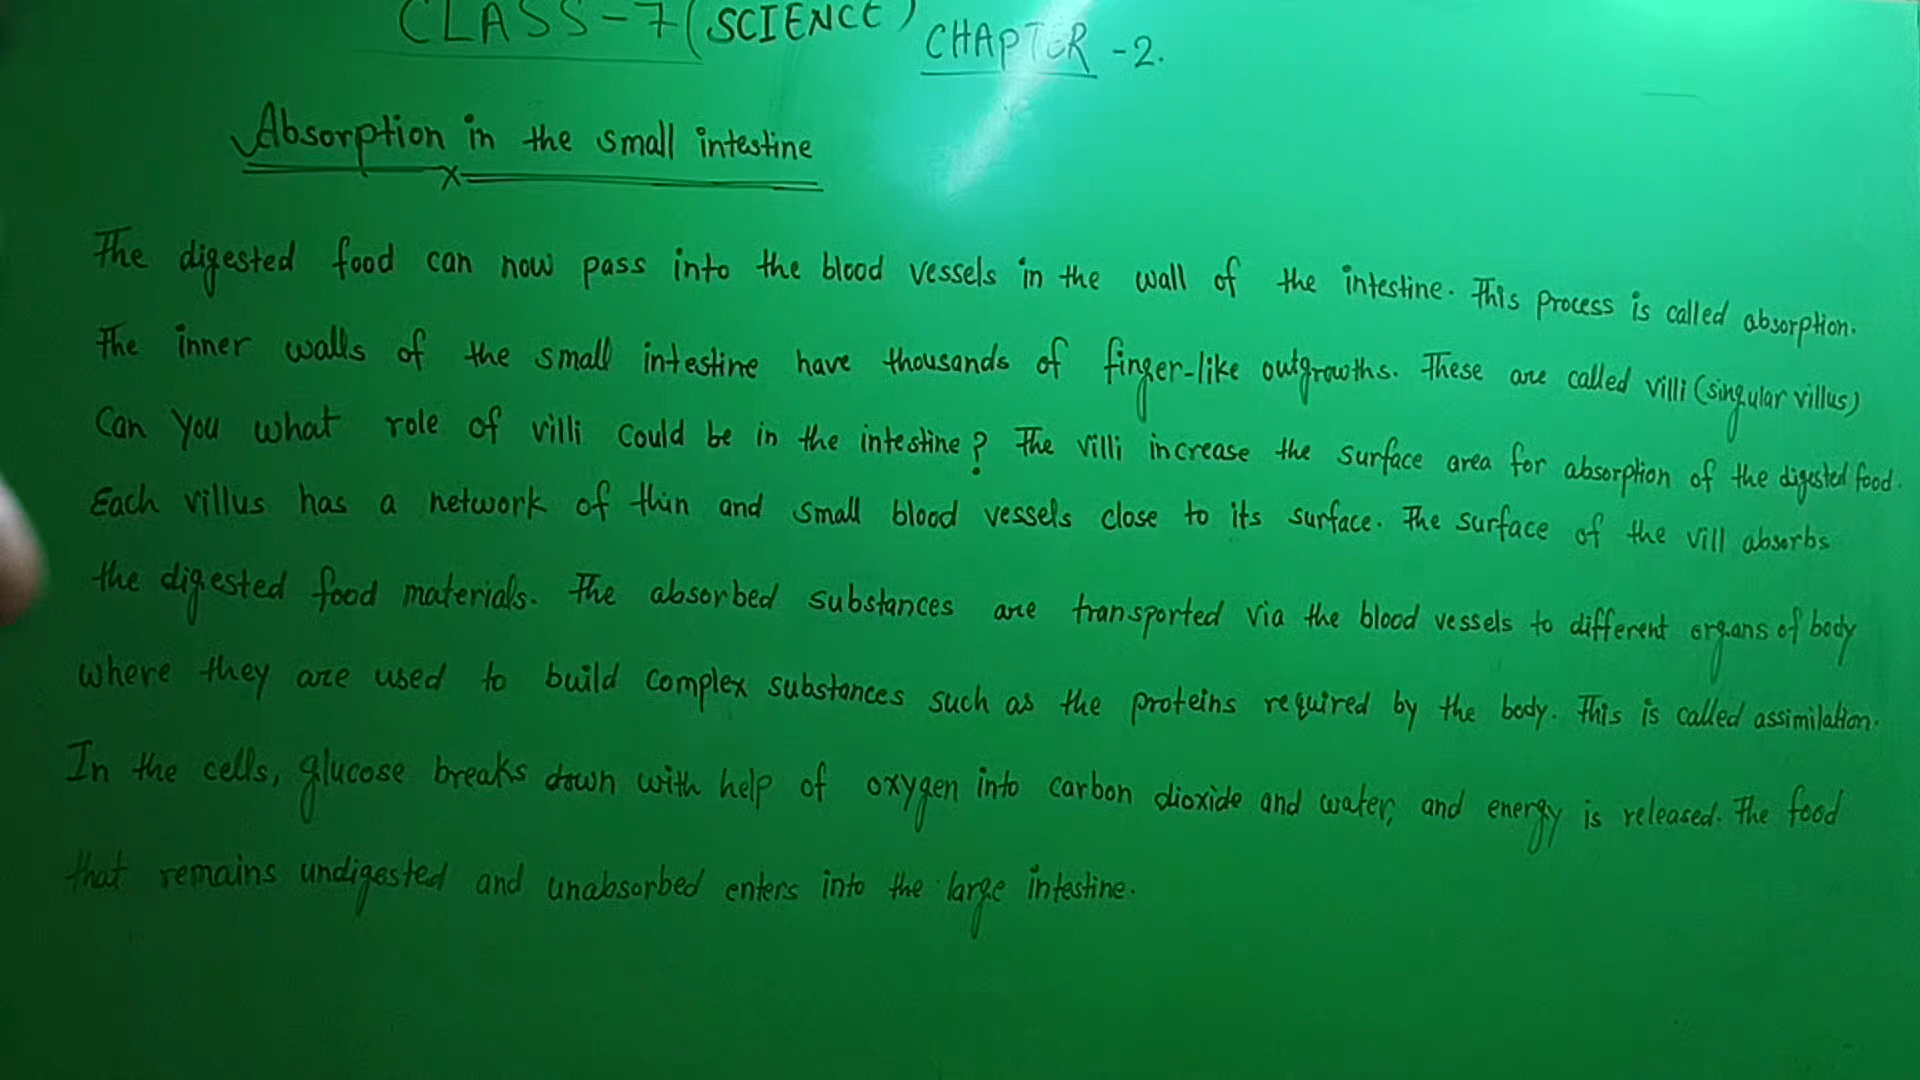 CLASS-7 (SCIENCE) CHAPTER -2.
Absorption in the small intestine
The digested food can now pass into the blood vessels in the wall of the intestine. This process is called absorption.
The inner walls of the small intestine have thousands of finger-like outgrowths. These are called villi (singular villus)
Can you what role of villi could be in the intestine? The villi increase the surface area for absorption of the digested food.
Each villus has a network of thin and small blood vessels close to its surface. The surface of the vill absorbs
the digested food materials. The absorbed substances are transported via the blood vessels to different organs of body
where they are used to build complex substances such as the proteins required by the body. This is called assimilation.
In the cells, glucose breaks down with help of oxygen into carbon dioxide and water, and energy is released. The food
that remains undigested and unabsorbed enters into the large intestine.